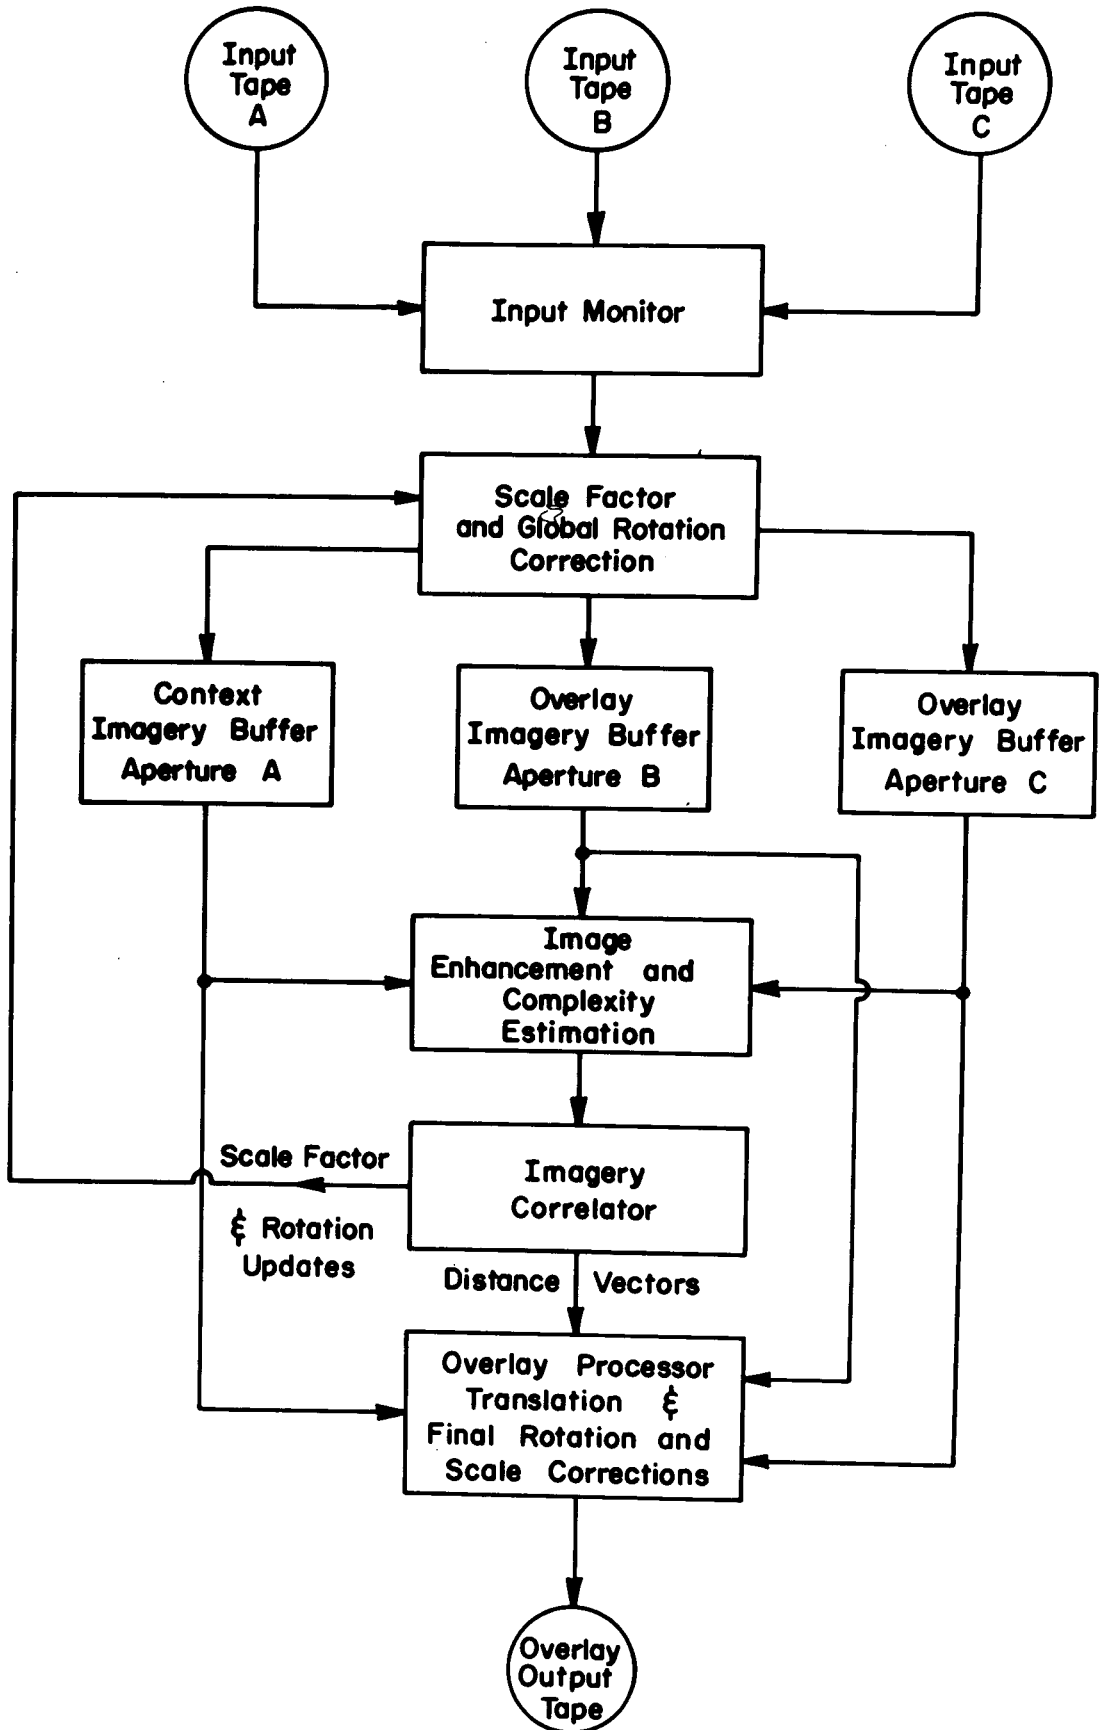 Input
Tape
A
Input
Tape
B
Input
Tape
C
Input Monitor
Scale Factor
and Global Rotation
Correction
Context
Imagery Buffer
Aperture A
Overlay
Imagery Buffer
Aperture B
Overlay
Imagery Buffer
Aperture C
Image
Enhancement and
Complexity
Estimation
Scale Factor
& Rotation
Updates
Imagery
Correlator
Distance Vectors
Overlay Processor
Translation &
Final Rotation and
Scale Corrections
Overlay
Output
Tape